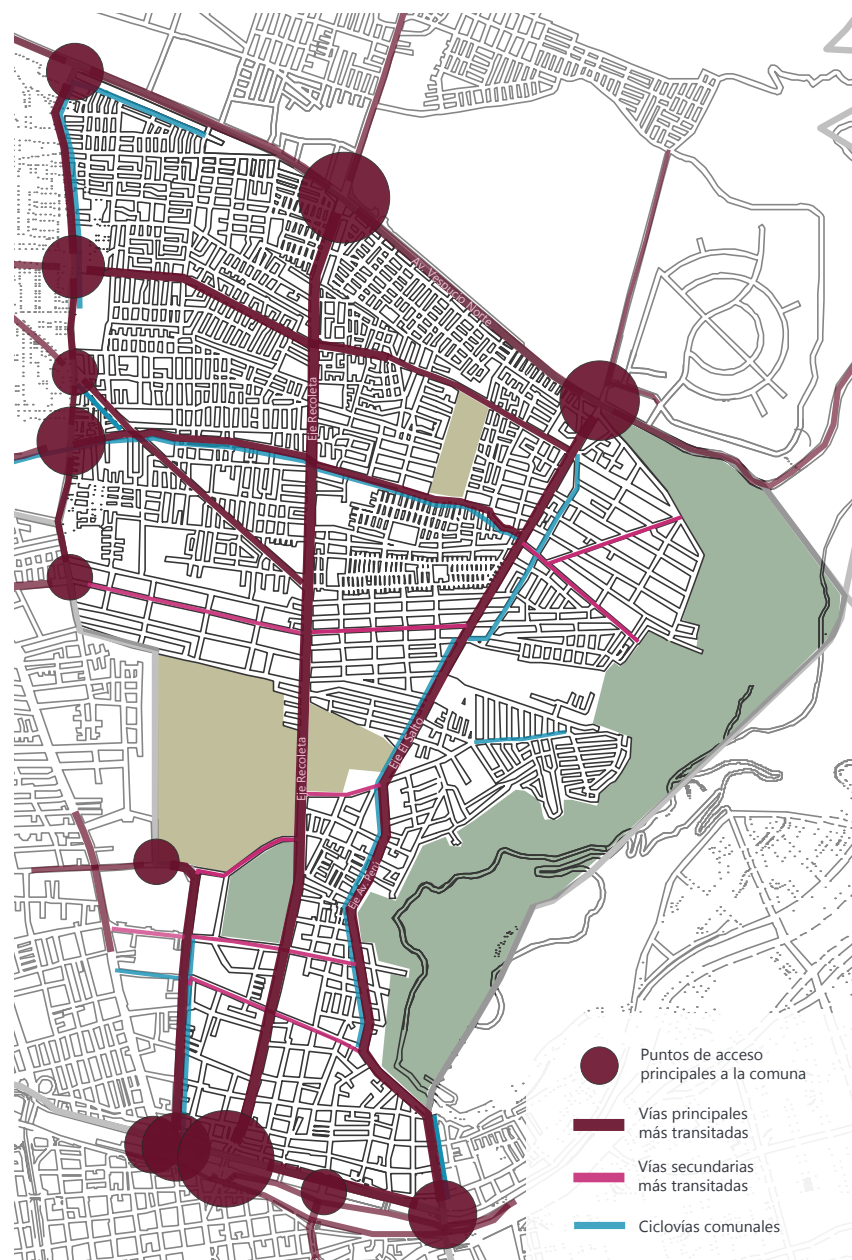 Av. Vespucio Norte
Eje Recoleta
Eje Recoleta
Eje El Salto
Eje Av. Perú
Puntos de acceso
principales a la comuna
Vías principales
más transitadas
Vías secundarias
más transitadas
Ciclovías comunales